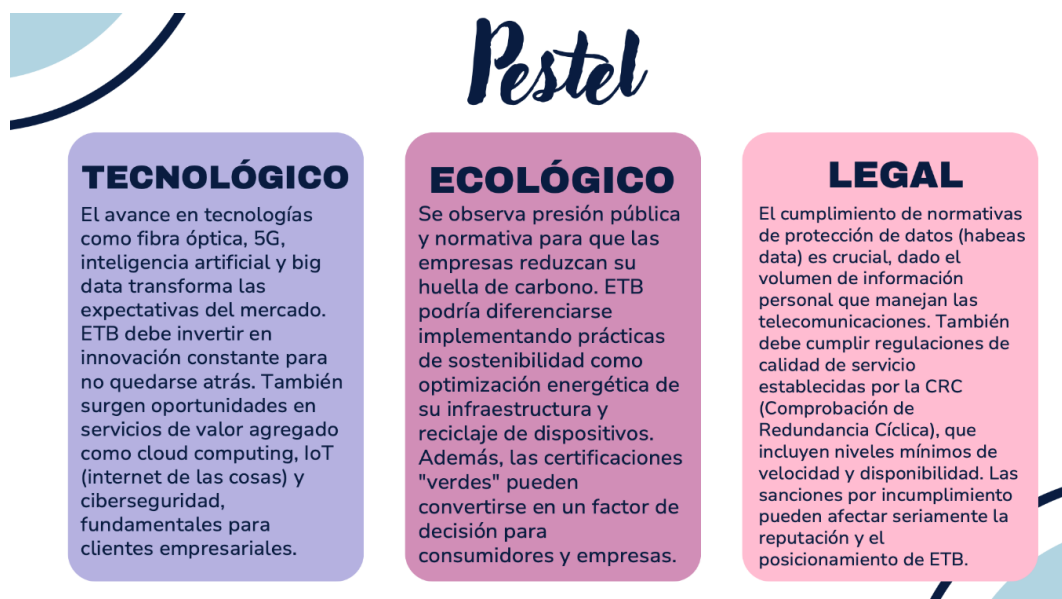 Pestel
TECNOLÓGICO
El avance en tecnologías
como fibra óptica, 5G,
inteligencia artificial y big
data transforma las
expectativas del mercado.
ETB debe invertir en
innovación constante para
no quedarse atrás. También
surgen oportunidades en
servicios de valor agregado
como cloud computing, IoT
(internet de las cosas) y
ciberseguridad,
fundamentales para
clientes empresariales.
ECOLÓGICO
Se observa presión pública
y normativa para que las
empresas reduzcan su
huella de carbono. ETB
podría diferenciarse
implementando prácticas
de sostenibilidad como
optimización energética de
su infraestructura y
reciclaje de dispositivos.
Además, las certificaciones
"verdes" pueden
convertirse en un factor de
decisión para
consumidores y empresas.
LEGAL
El cumplimiento de normativas
de protección de datos (habeas
data) es crucial, dado el
volumen de información
personal que manejan las
telecomunicaciones. También
debe cumplir regulaciones de
calidad de servicio
establecidas por la CRC
(Comprobación de
Redundancia Cíclica), que
incluyen niveles mínimos de
velocidad y disponibilidad. Las
sanciones por incumplimiento
pueden afectar seriamente la
reputación y el
posicionamiento de ETB.